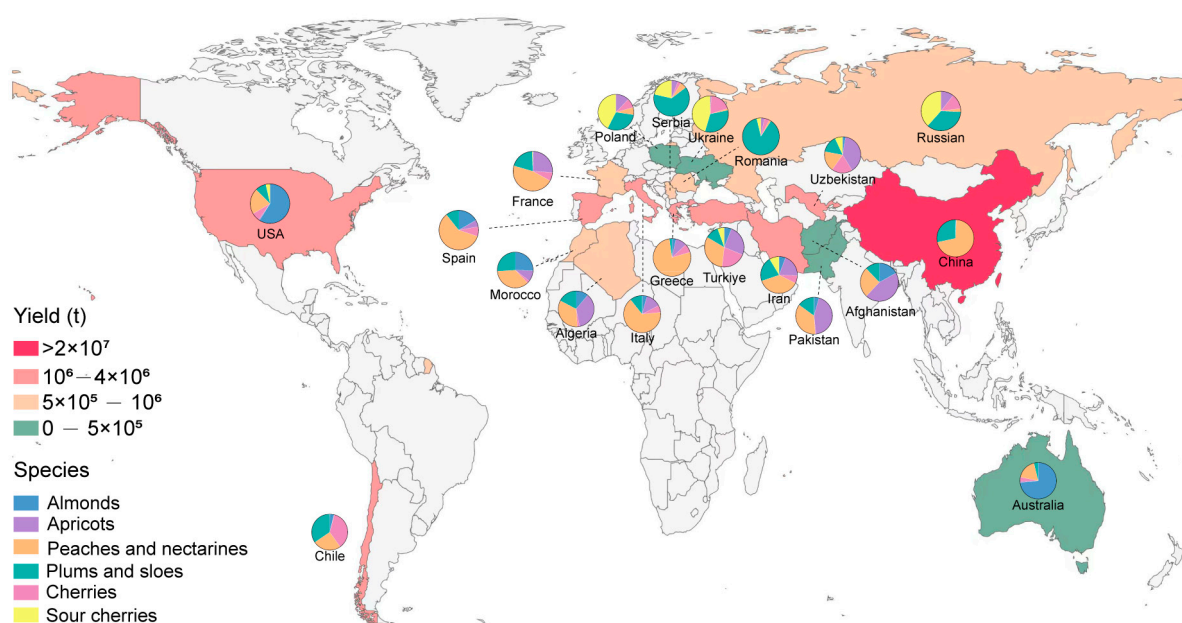 Poland
Serbia
Ukraine
Romania
Russian
Uzbekistan
France
USA
Spain
Morocco
Algeria
Italy
Greece
Turkiye
Iran
Pakistan
Afghanistan
China
Chile
Australia
Yield (t)
>2×10⁷
10⁶—4×10⁶
5×10⁵ — 10⁶
0 — 5×10⁵
Species
Almonds
Apricots
Peaches and nectarines
Plums and sloes
Cherries
Sour cherries